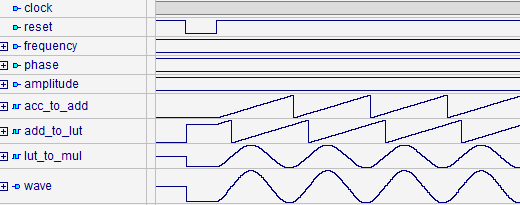 clock
reset
frequency
phase
amplitude
acc_to_add
add_to_lut
lut_to_mul
wave